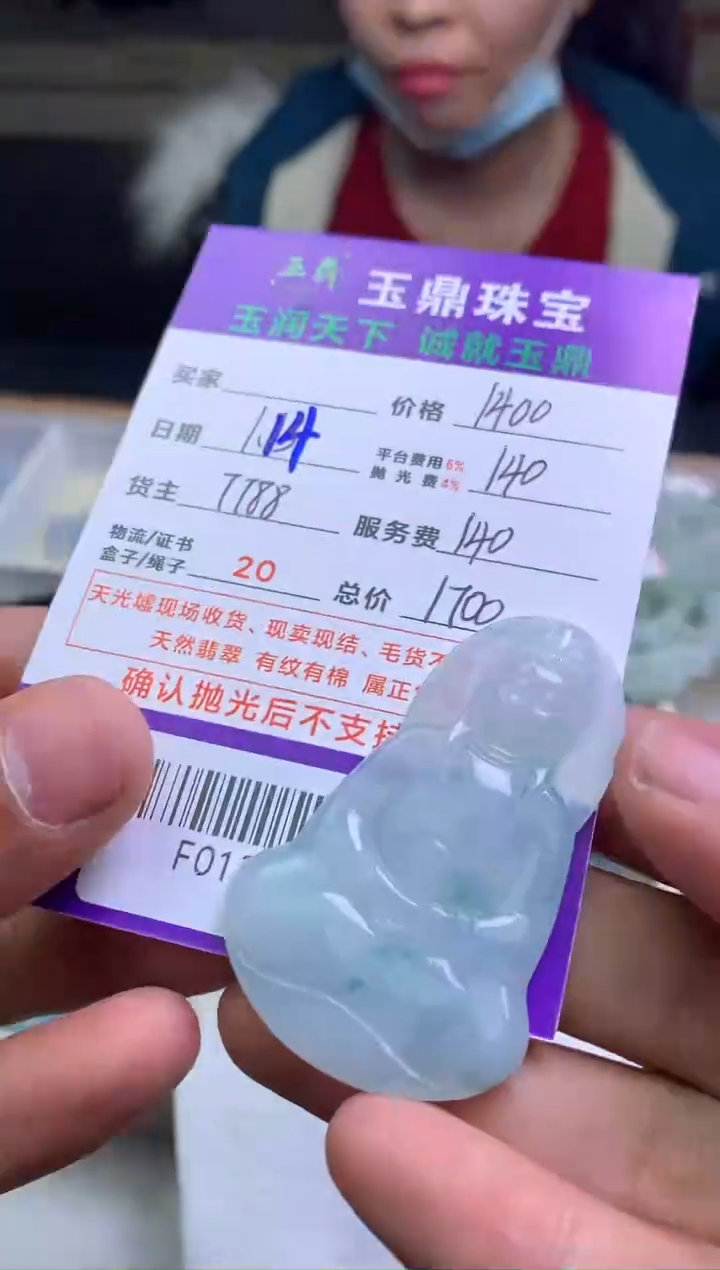 玉鼎 玉鼎珠宝
玉润天下 诚就玉鼎
买家 价格 1400
日期 1.14 平台费用6% 抛光费4% 140
货主 7788 服务费 140
物流/证书 盒子/绳子 20 总价 1700
天光墟现场收货、现卖现结、毛货不
天然翡翠 有纹有棉 属正
确认抛光后不支持
F01